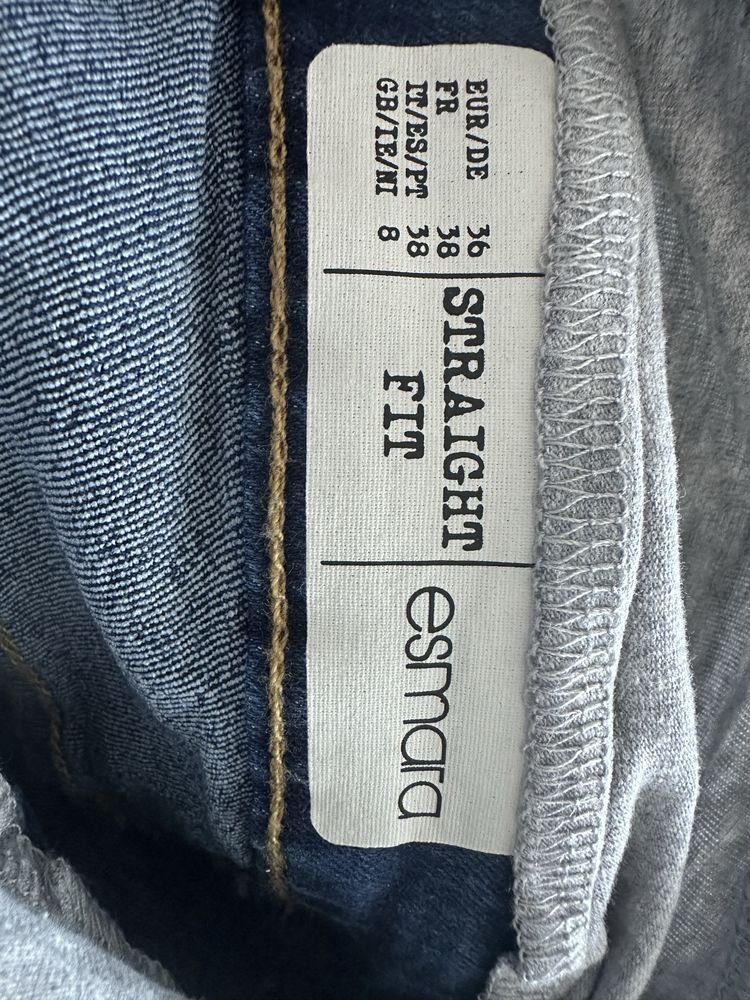 EUR/DE 36
FR 38
IT/ES/PT 38
GB/IE/NI 8
STRAIGHT
FIT
esmara